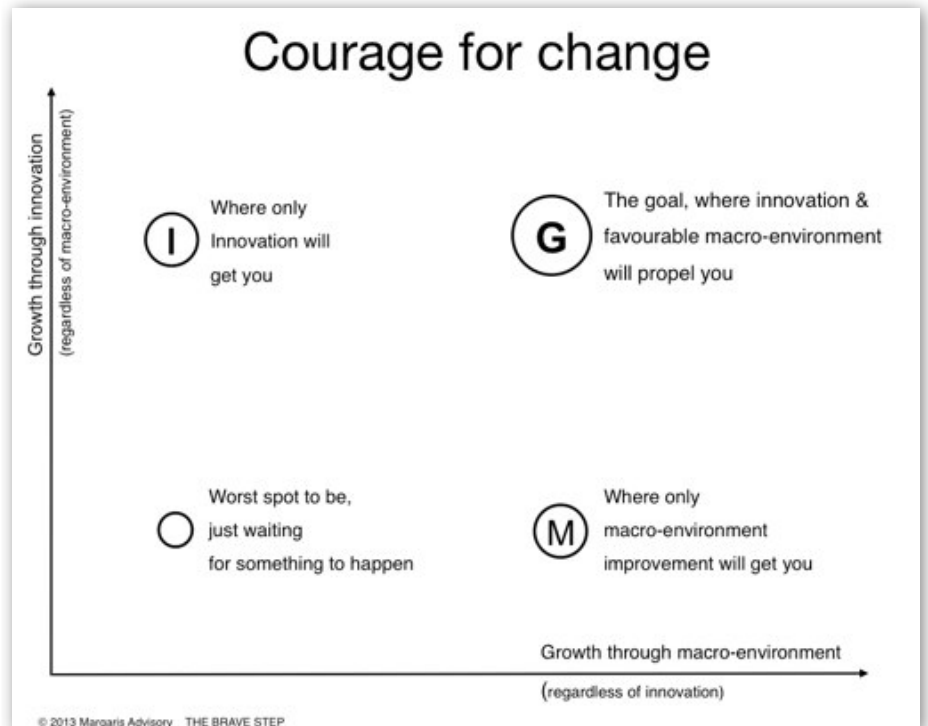 Courage for change
Growth through innovation
(regardless of macro-environment)
I
Where only
Innovation will
get you
G
The goal, where innovation &
favourable macro-environment
will propel you
Worst spot to be,
just waiting
for something to happen
M
Where only
macro-environment
improvement will get you
Growth through macro-environment
(regardless of innovation)
© 2013 Margaris Advisory THE BRAVE STEP